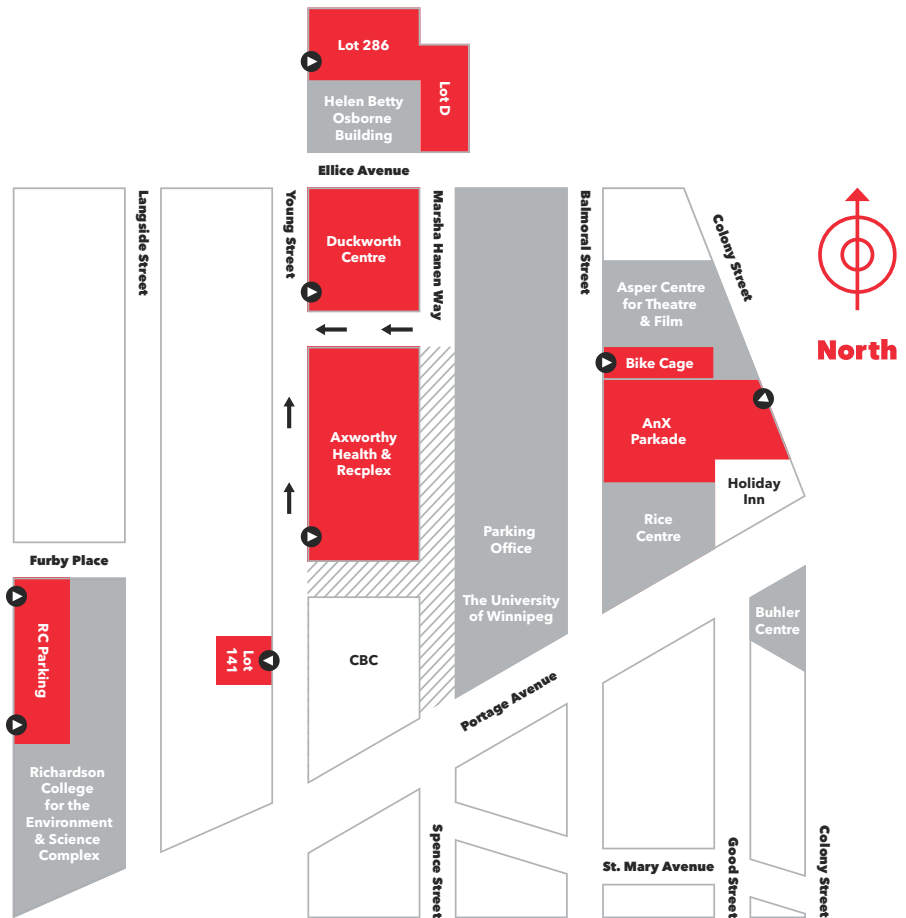 Lot 286
Lot D
Helen Betty
Osborne
Building
Ellice Avenue
Langside Street
Young Street
Marsha Hanen Way
Balmoral Street
Colony Street
Duckworth
Centre
Asper Centre
for Theatre
& Film
North
Bike Cage
AnX
Parkade
Axworthy
Health &
Recplex
Holiday
Inn
Rice
Centre
Parking
Office
Furby Place
The University
of Winnipeg
Buhler
Centre
RC Parking
Lot
141
CBC
Portage Avenue
Richardson
College
for the
Environment
& Science
Complex
Spence Street
St. Mary Avenue
Good Street
Colony Street